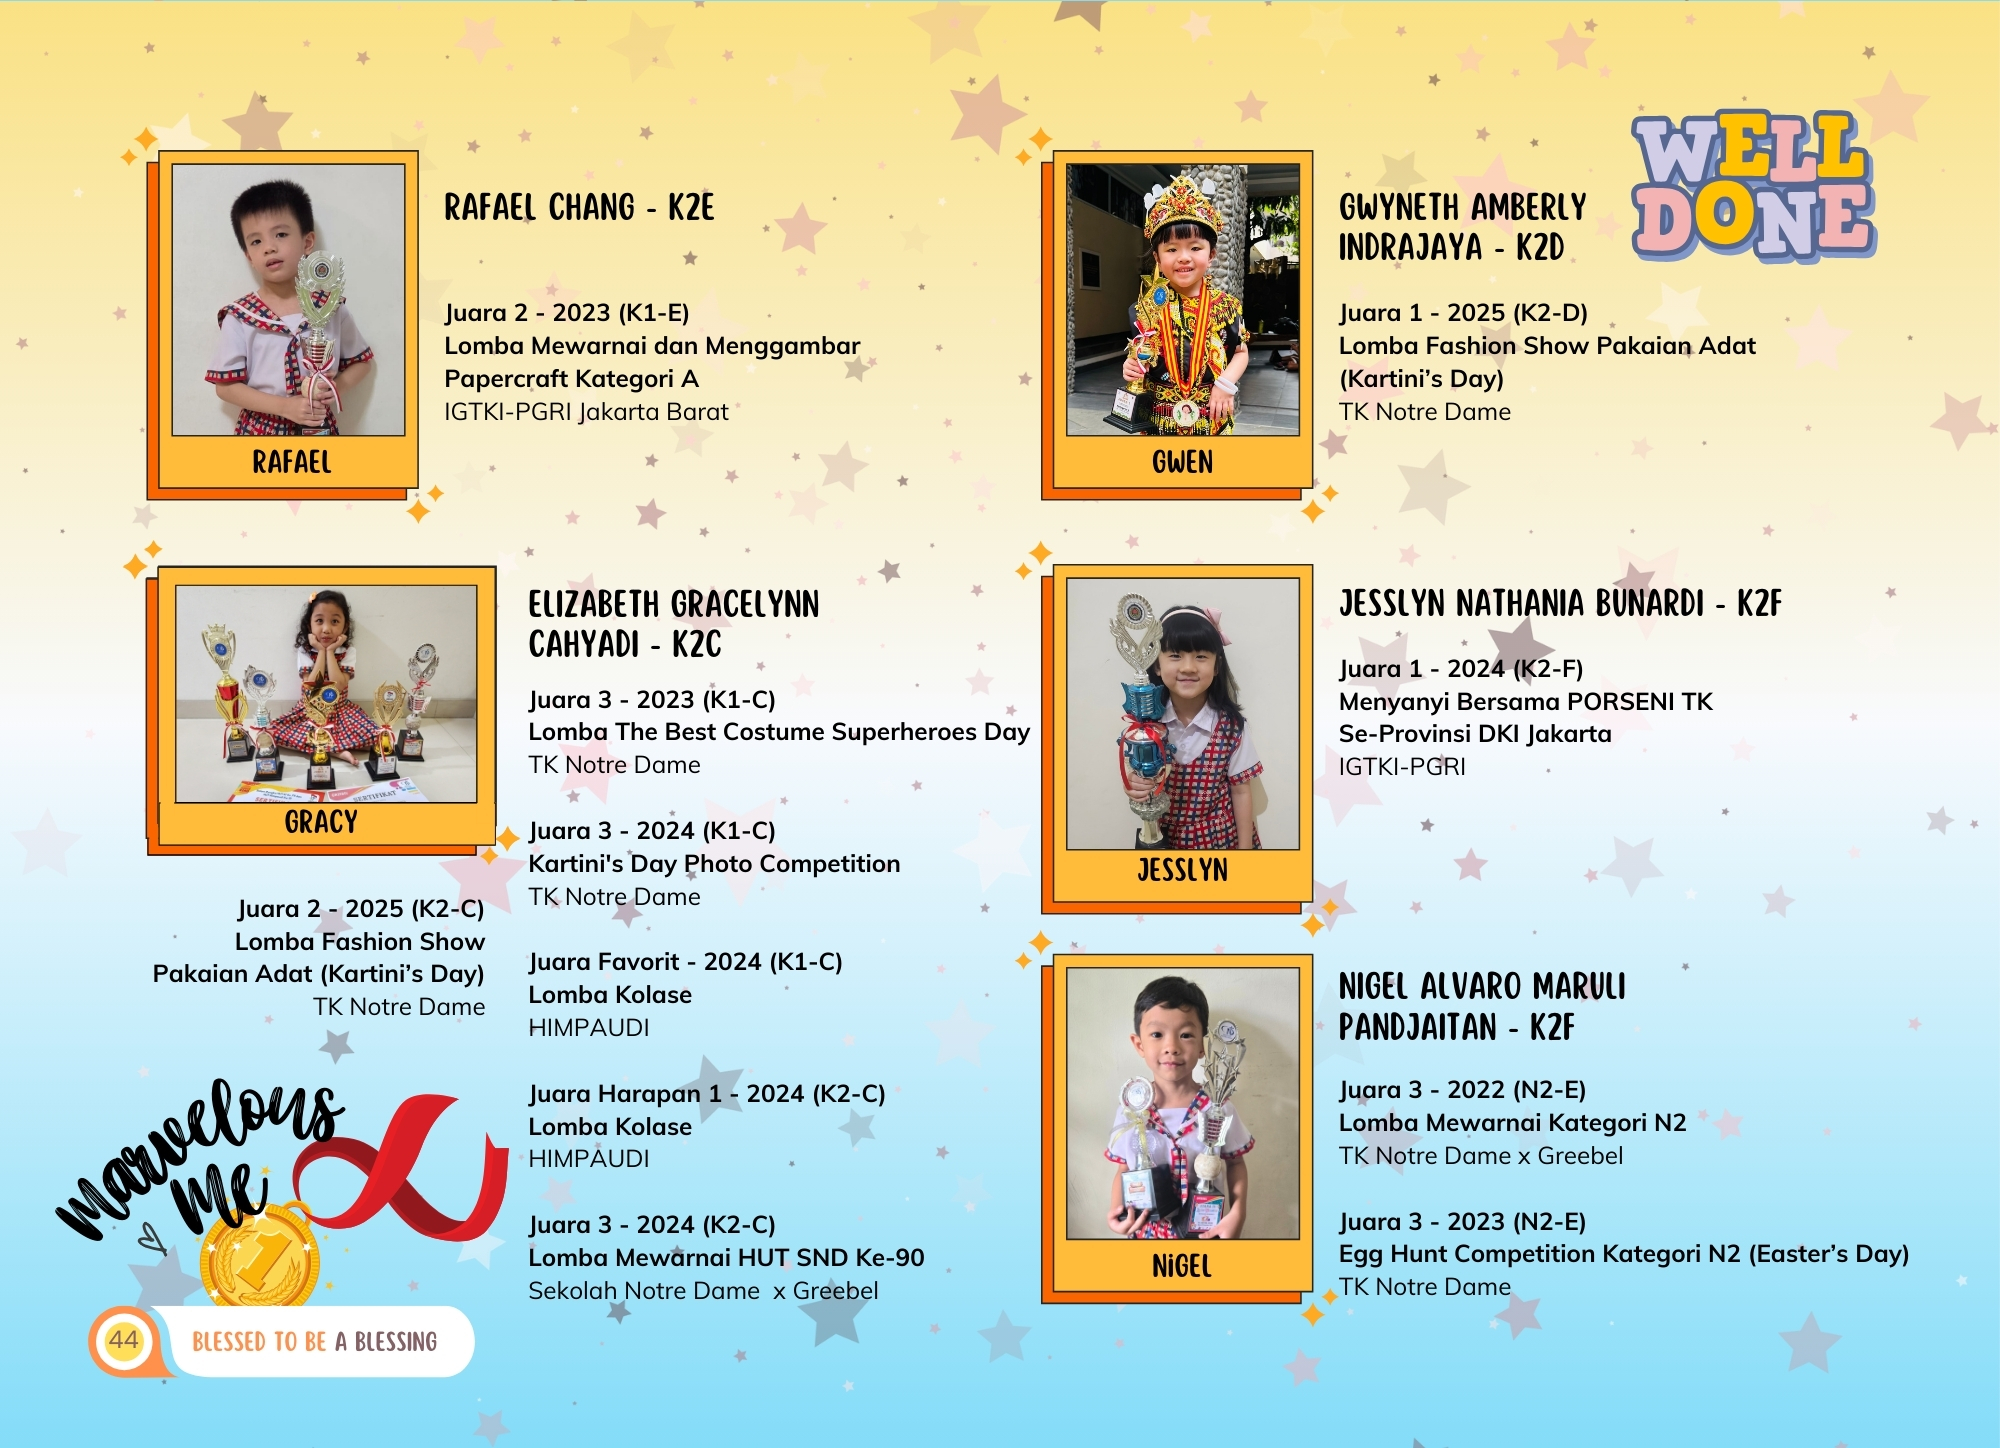 WELL
DONE
RAFAEL CHANG - K2E
Juara 2 - 2023 (K1-E)
Lomba Mewarnai dan Menggambar
Papercraft Kategori A
IGTKI-PGRI Jakarta Barat
RAFAEL
GWYNETH AMBERLY
INDRAJAYA - K2D
Juara 1 - 2025 (K2-D)
Lomba Fashion Show Pakaian Adat
(Kartini’s Day)
TK Notre Dame
GWEN
ELIZABETH GRACELYNN
CAHYADI - K2C
Juara 3 - 2023 (K1-C)
Lomba The Best Costume Superheroes Day
TK Notre Dame
Juara 3 - 2024 (K1-C)
Kartini's Day Photo Competition
TK Notre Dame
Juara Favorit - 2024 (K1-C)
Lomba Kolase
HIMPAUDI
Juara Harapan 1 - 2024 (K2-C)
Lomba Kolase
HIMPAUDI
Juara 3 - 2024 (K2-C)
Lomba Mewarnai HUT SND Ke-90
Sekolah Notre Dame  x Greebel
SERTIFIKAT
GRACY
Juara 2 - 2025 (K2-C)
Lomba Fashion Show
Pakaian Adat (Kartini’s Day)
TK Notre Dame
JESSLYN NATHANIA BUNARDI - K2F
Juara 1 - 2024 (K2-F)
Menyanyi Bersama PORSENI TK
Se-Provinsi DKI Jakarta
IGTKI-PGRI
JESSLYN
NIGEL ALVARO MARULI
PANDJAITAN - K2F
Juara 3 - 2022 (N2-E)
Lomba Mewarnai Kategori N2
TK Notre Dame x Greebel
Juara 3 - 2023 (N2-E)
Egg Hunt Competition Kategori N2 (Easter’s Day)
TK Notre Dame
NiGEL
marvelous
me
1
44
BLESSED TO BE A BLESSING